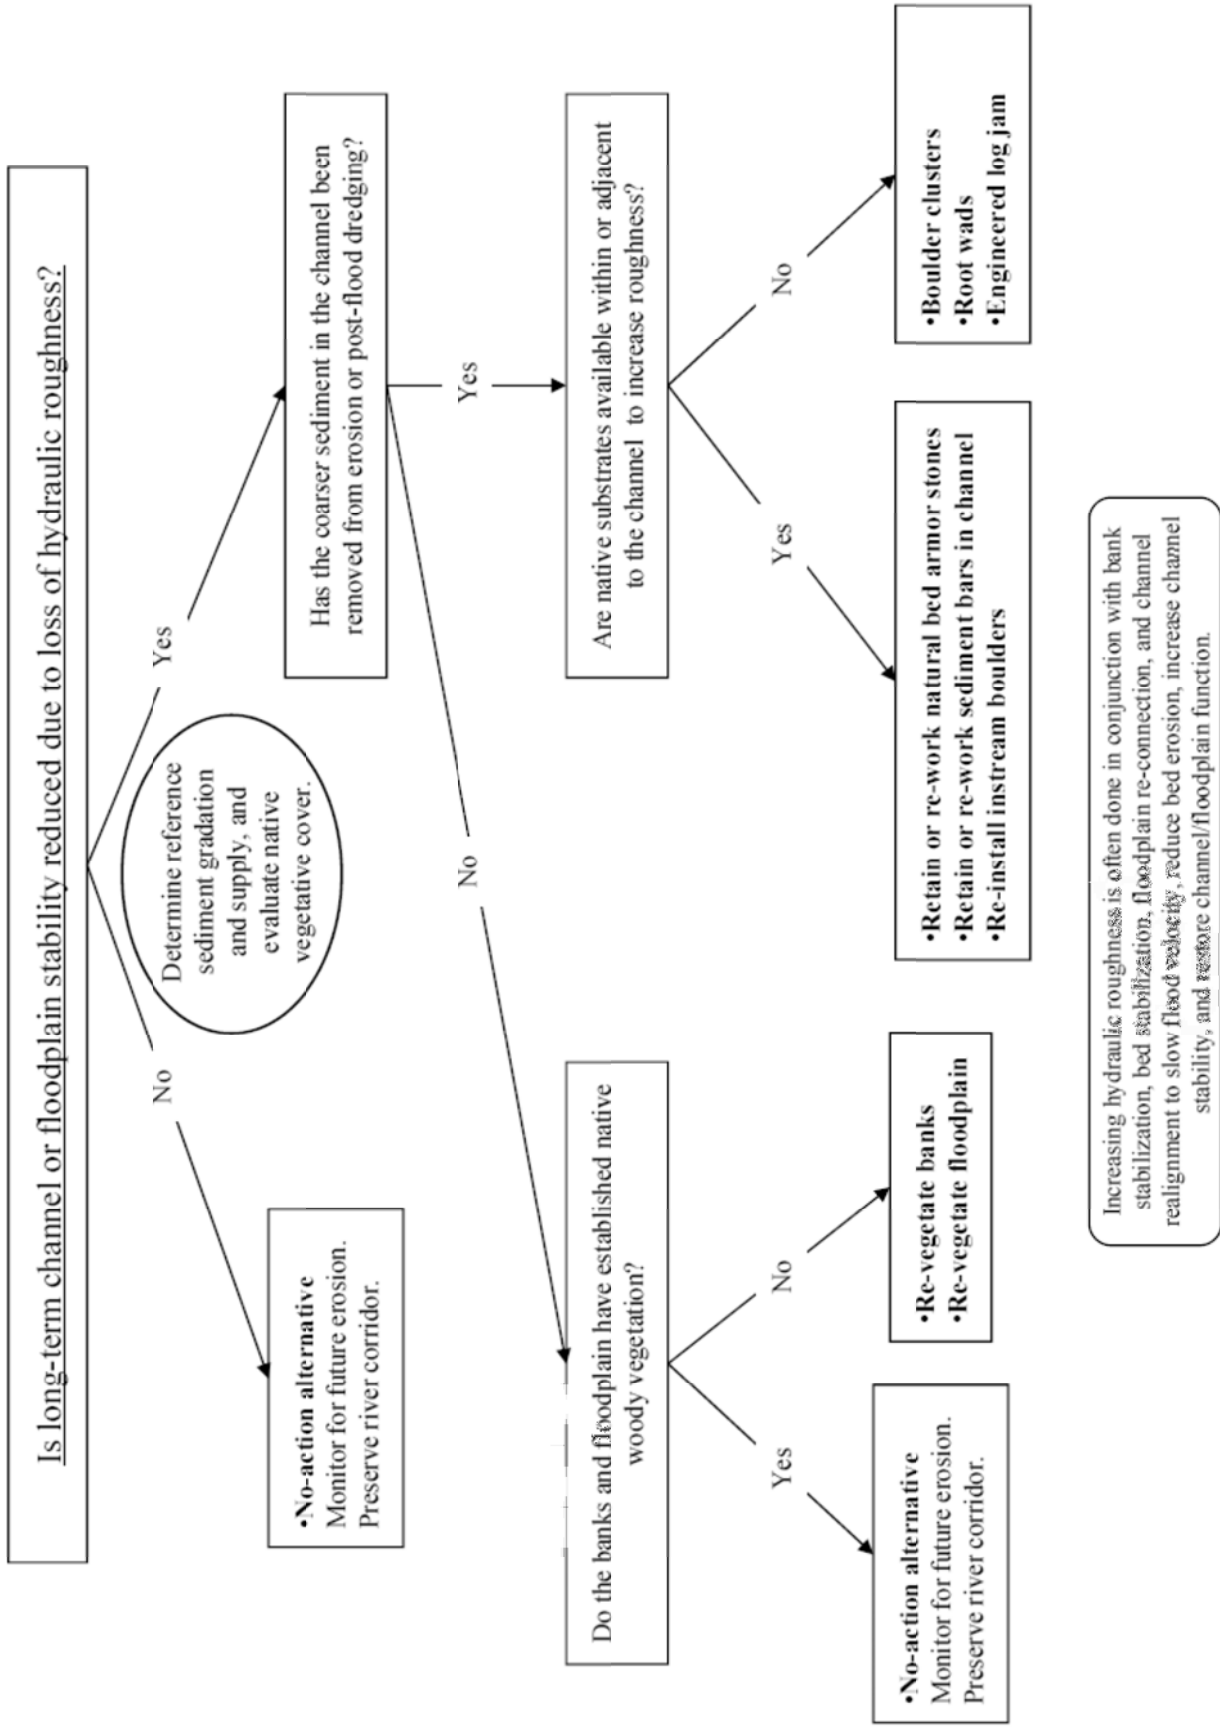 Is long-term channel or floodplain stability reduced due to loss of hydraulic roughness?
No
Yes
Determine reference
sediment gradation
and supply, and
evaluate native
vegetative cover.
•No-action alternative
Monitor for future erosion.
Preserve river corridor.
Has the coarser sediment in the channel been
removed from erosion or post-flood dredging?
No
Yes
Do the banks and floodplain have established native
woody vegetation?
Are native substrates available within or adjacent
to the channel to increase roughness?
Yes
No
Yes
No
•No-action alternative
Monitor for future erosion.
Preserve river corridor.
•Re-vegetate banks
•Re-vegetate floodplain
•Retain or re-work natural bed armor stones
•Retain or re-work sediment bars in channel
•Re-install instream boulders
•Boulder clusters
•Root wads
•Engineered log jam
Increasing hydraulic roughness is often done in conjunction with bank
stabilization, bed stabilization, floodplain re-connection, and channel
realignment to slow flood velocity, reduce bed erosion, increase channel
stability, and restore channel/floodplain function.